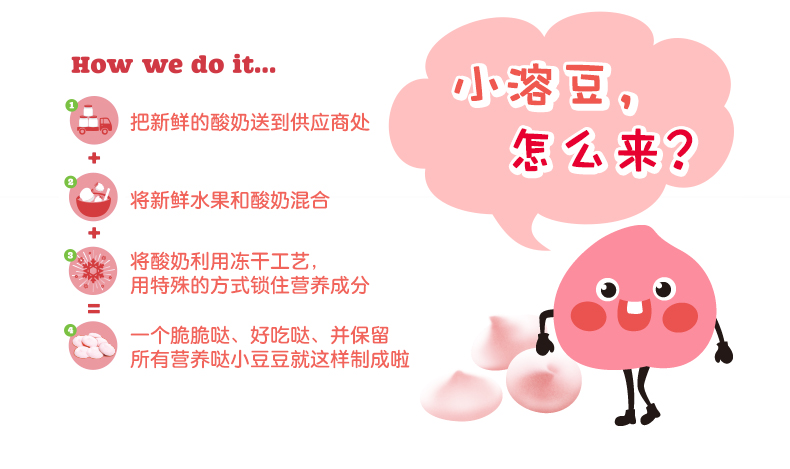 How we do it...
1
把新鲜的酸奶送到供应商处
+
2
将新鲜水果和酸奶混合
+
3
将酸奶利用冻干工艺，
用特殊的方式锁住营养成分
=
4
一个脆脆哒、好吃哒、并保留
所有营养哒小豆豆就这样制成啦
小溶豆，
怎么来？